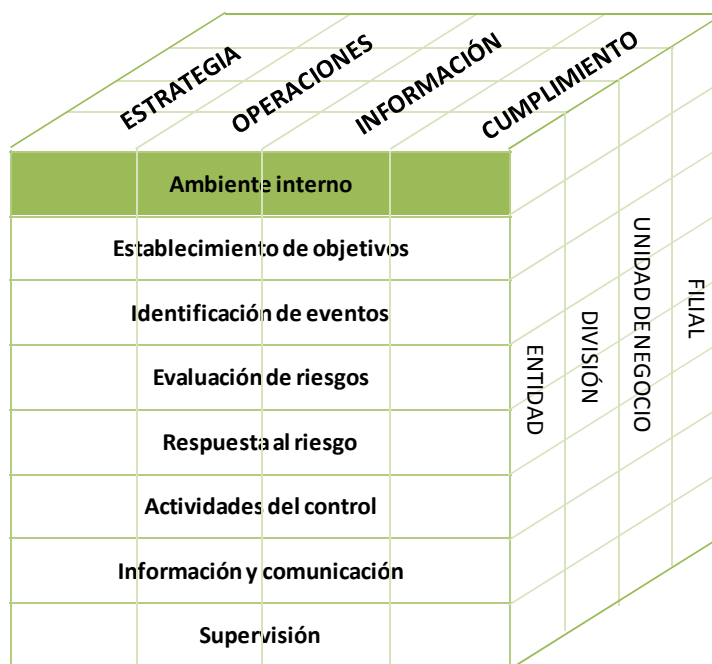 ESTRATEGIA
OPERACIONES
INFORMACIÓN
CUMPLIMIENTO
Ambiente interno
Establecimiento de objetivos
Identificación de eventos
Evaluación de riesgos
Respuesta al riesgo
Actividades del control
Información y comunicación
Supervisión
ENTIDAD
DIVISIÓN
UNIDAD DE NEGOCIO
FILIAL